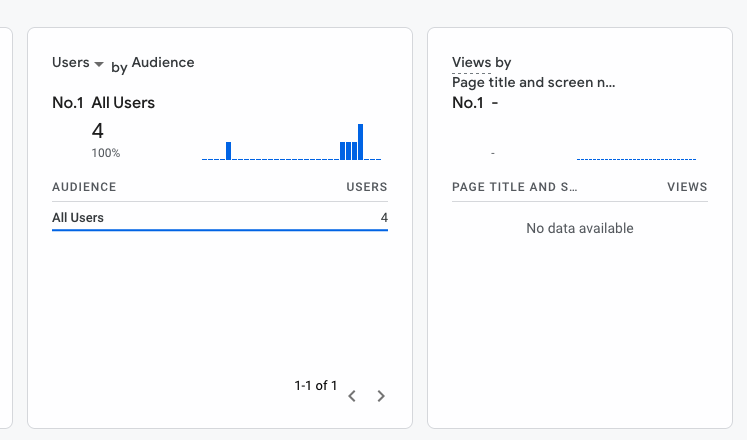 Users by Audience
No.1 All Users
4
100%
AUDIENCE USERS
All Users 4
1-1 of 1
Views by
Page title and screen n...
No.1 -
-
PAGE TITLE AND S... VIEWS
No data available